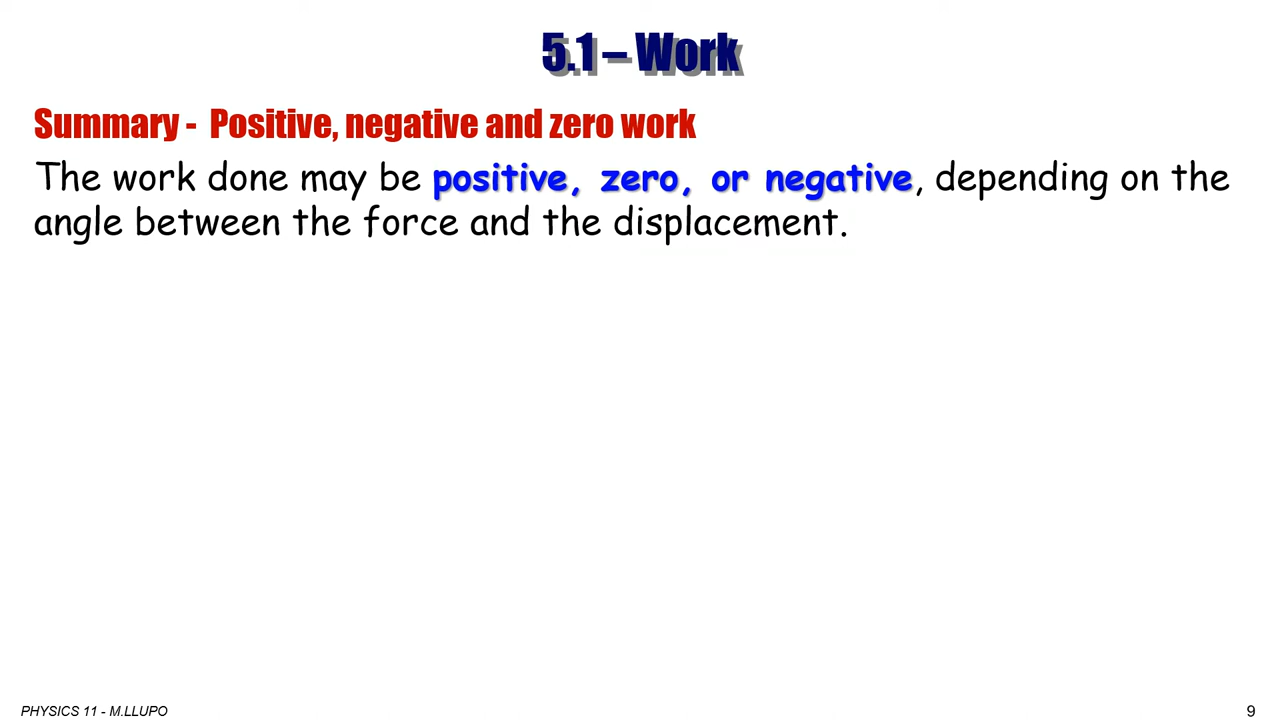 5.1 – Work
Summary - Positive, negative and zero work
The work done may be positive, zero, or negative, depending on the
angle between the force and the displacement.
PHYSICS 11 - M.LLUPO
9